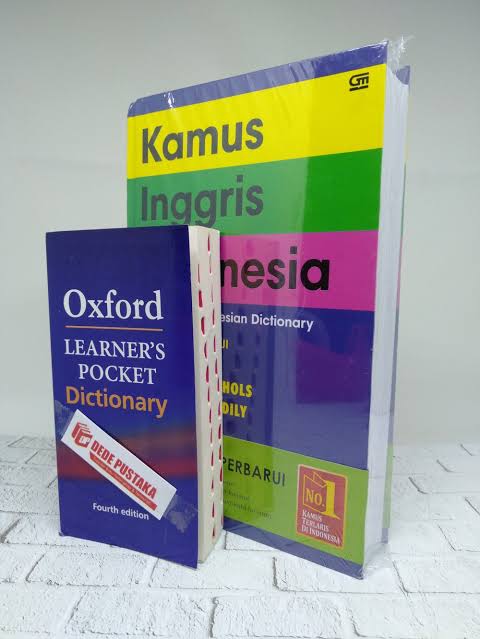 GM
Kamus
Inggris
nesia
esian Dictionary
UI
HOLS
DILY
PERBARUI
NO.1
KAMUS
TERLARIS
DI INDONESIA
Oxford
LEARNER'S
POCKET
Dictionary
DEDE PUSTAKA
Fourth edition